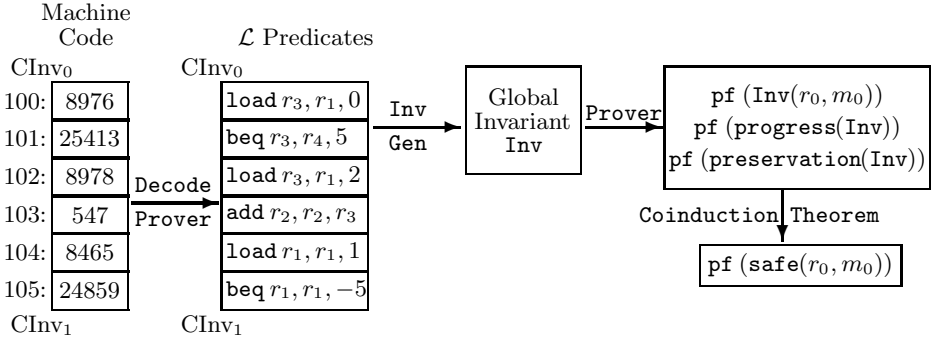 Machine
Code
ℒ Predicates
CInv₀
CInv₀
100: 8976
load r₃, r₁, 0
101: 25413
beq r₃, r₄, 5
102: 8978
load r₃, r₁, 2
103: 547
add r₂, r₂, r₃
104: 8465
load r₁, r₁, 1
105: 24859
beq r₁, r₁, −5
CInv₁
CInv₁
Decode
Prover
Inv
Gen
Global
Invariant
Inv
Prover
pf (Inv(r₀, m₀))
pf (progress(Inv))
pf (preservation(Inv))
Coinduction Theorem
pf (safe(r₀, m₀))